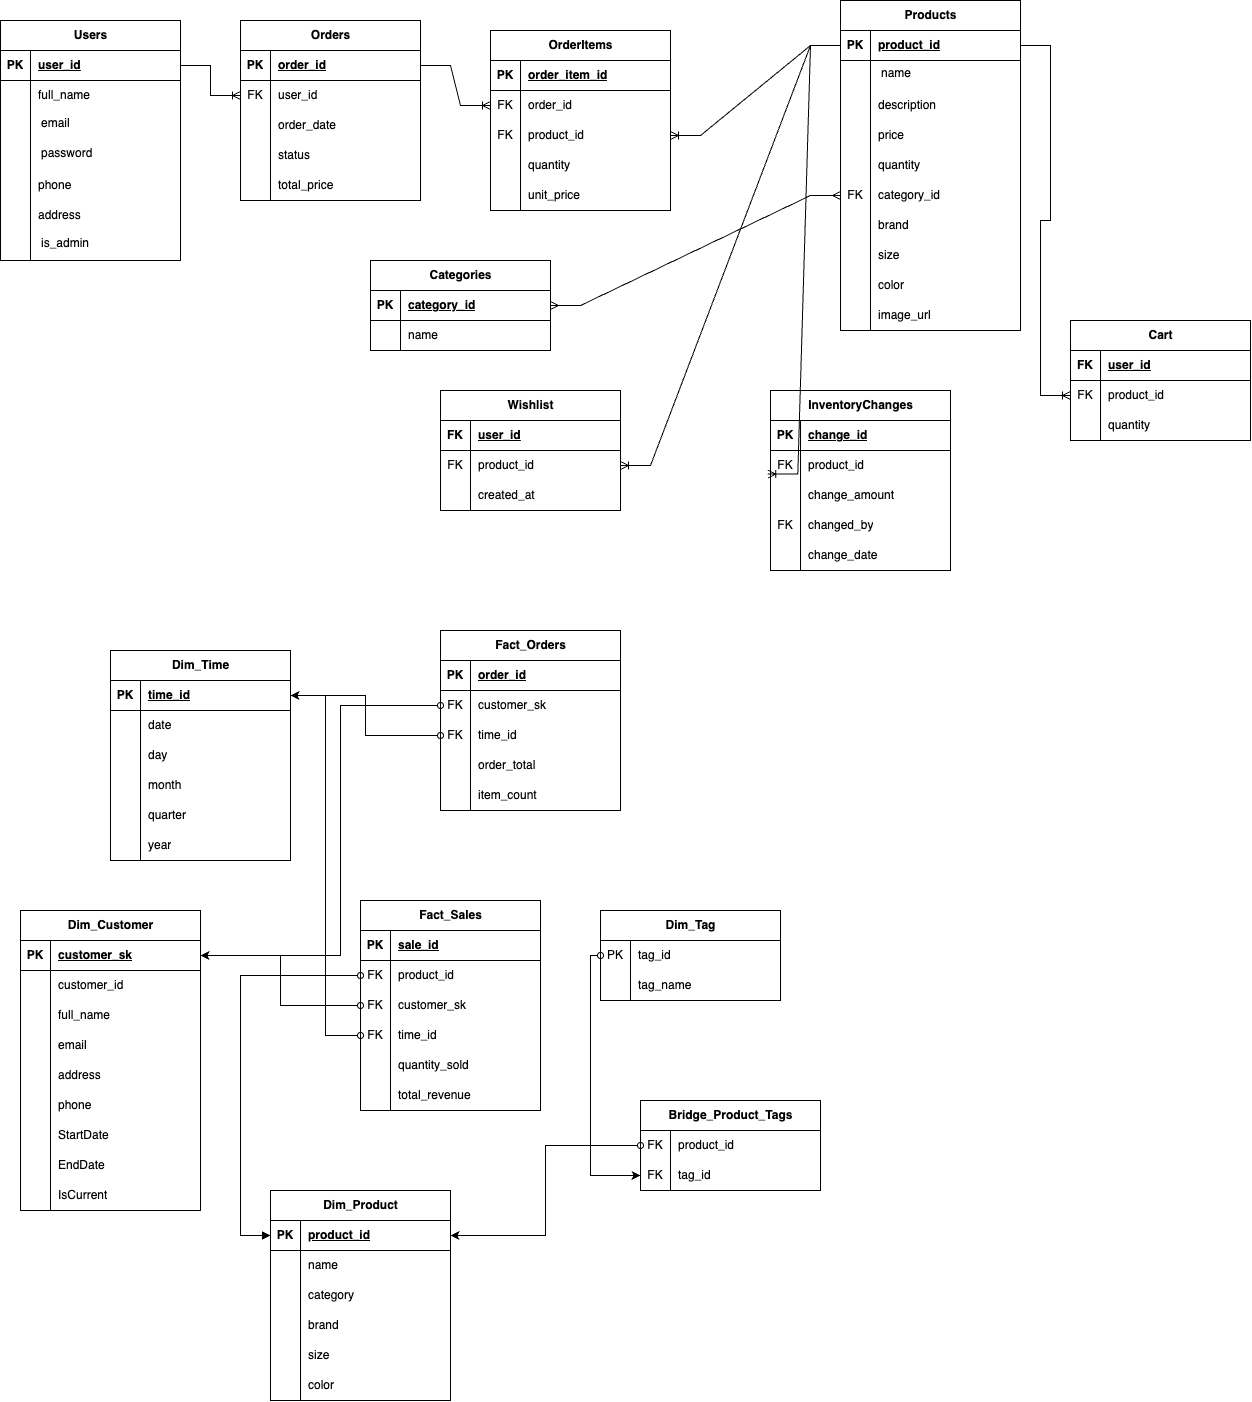 Users
PK user_id
full_name
email
password
phone
address
is_admin
Orders
PK order_id
FK user_id
order_date
status
total_price
OrderItems
PK order_item_id
FK order_id
FK product_id
quantity
unit_price
Products
PK product_id
name
description
price
quantity
FK category_id
brand
size
color
image_url
Categories
PK category_id
name
Cart
FK user_id
FK product_id
quantity
Wishlist
FK user_id
FK product_id
created_at
InventoryChanges
PK change_id
FK product_id
change_amount
FK changed_by
change_date
Fact_Orders
PK order_id
FK customer_sk
FK time_id
order_total
item_count
Dim_Time
PK time_id
date
day
month
quarter
year
Dim_Customer
PK customer_sk
customer_id
full_name
email
address
phone
StartDate
EndDate
IsCurrent
Fact_Sales
PK sale_id
FK product_id
FK customer_sk
FK time_id
quantity_sold
total_revenue
Dim_Tag
PK tag_id
tag_name
Bridge_Product_Tags
FK product_id
FK tag_id
Dim_Product
PK product_id
name
category
brand
size
color